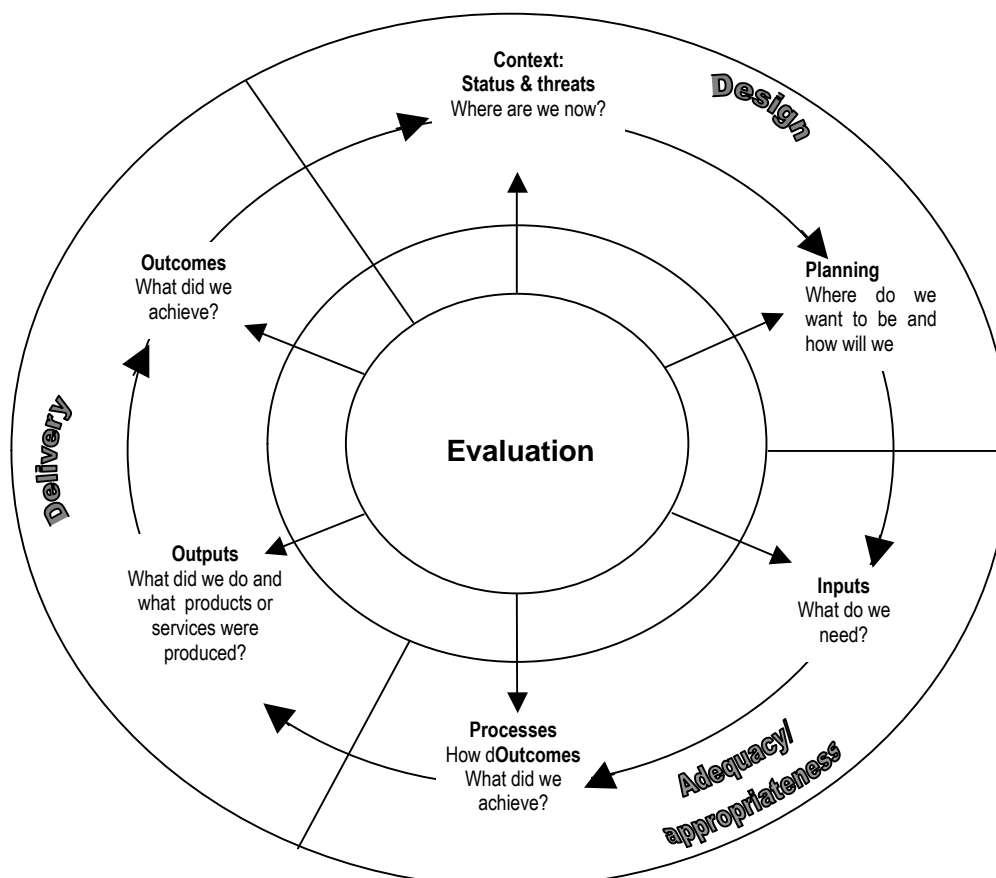 Context:
Status & threats
Where are we now?
Design
Planning
Where do we
want to be and
how will we
Inputs
What do we
need?
Adequacy/
appropriateness
Processes
How dOutcomes
What did we
achieve?
Outputs
What did we do and
what products or
services were
produced?
Delivery
Outcomes
What did we
achieve?
Evaluation